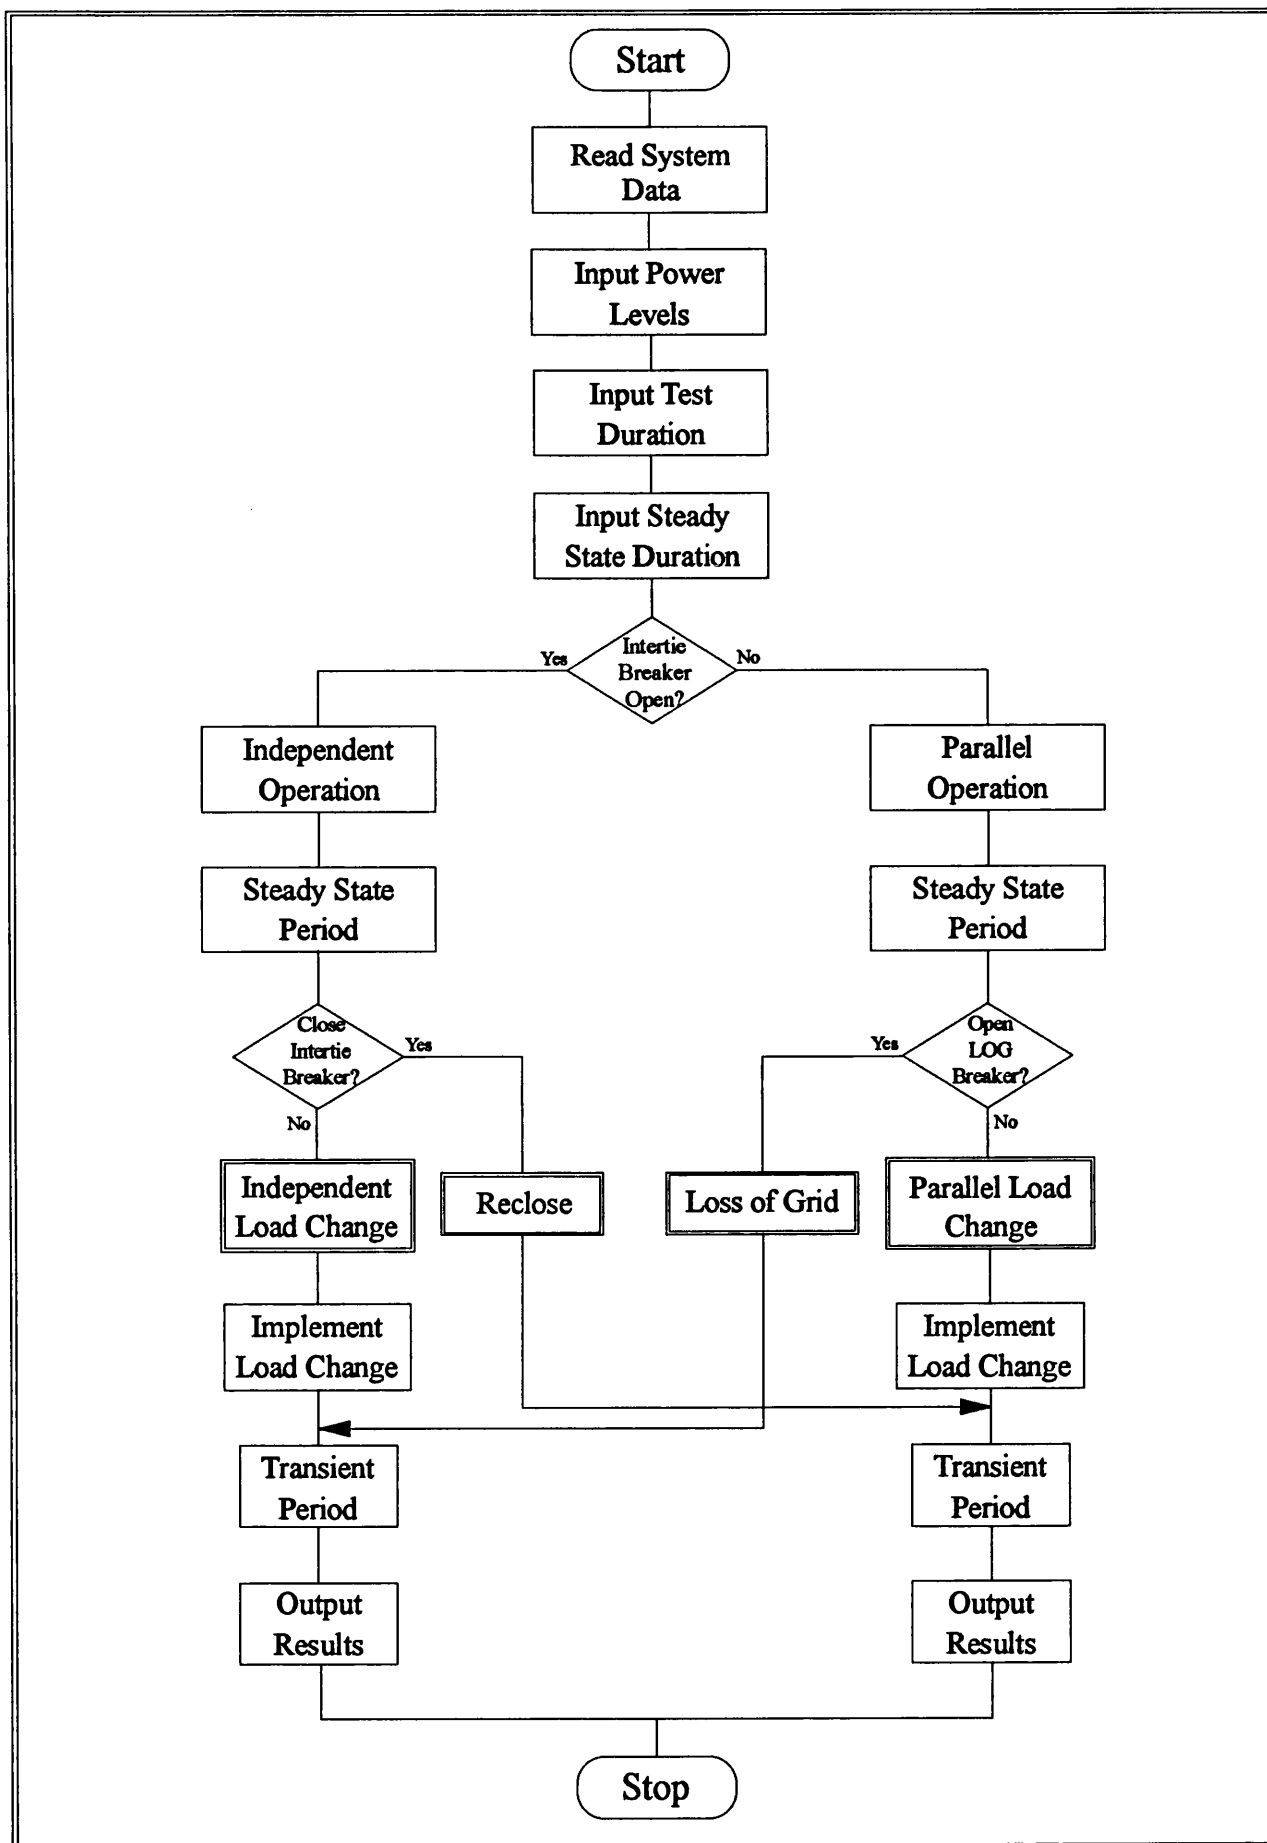 Start
Read System
Data
Input Power
Levels
Input Test
Duration
Input Steady
State Duration
Yes
Intertie
Breaker
Open?
No
Independent
Operation
Parallel
Operation
Steady State
Period
Steady State
Period
Close
Intertie
Breaker?
Yes
No
Yes
Open
LOG
Breaker?
No
Independent
Load Change
Reclose
Loss of Grid
Parallel Load
Change
Implement
Load Change
Implement
Load Change
Transient
Period
Transient
Period
Output
Results
Output
Results
Stop